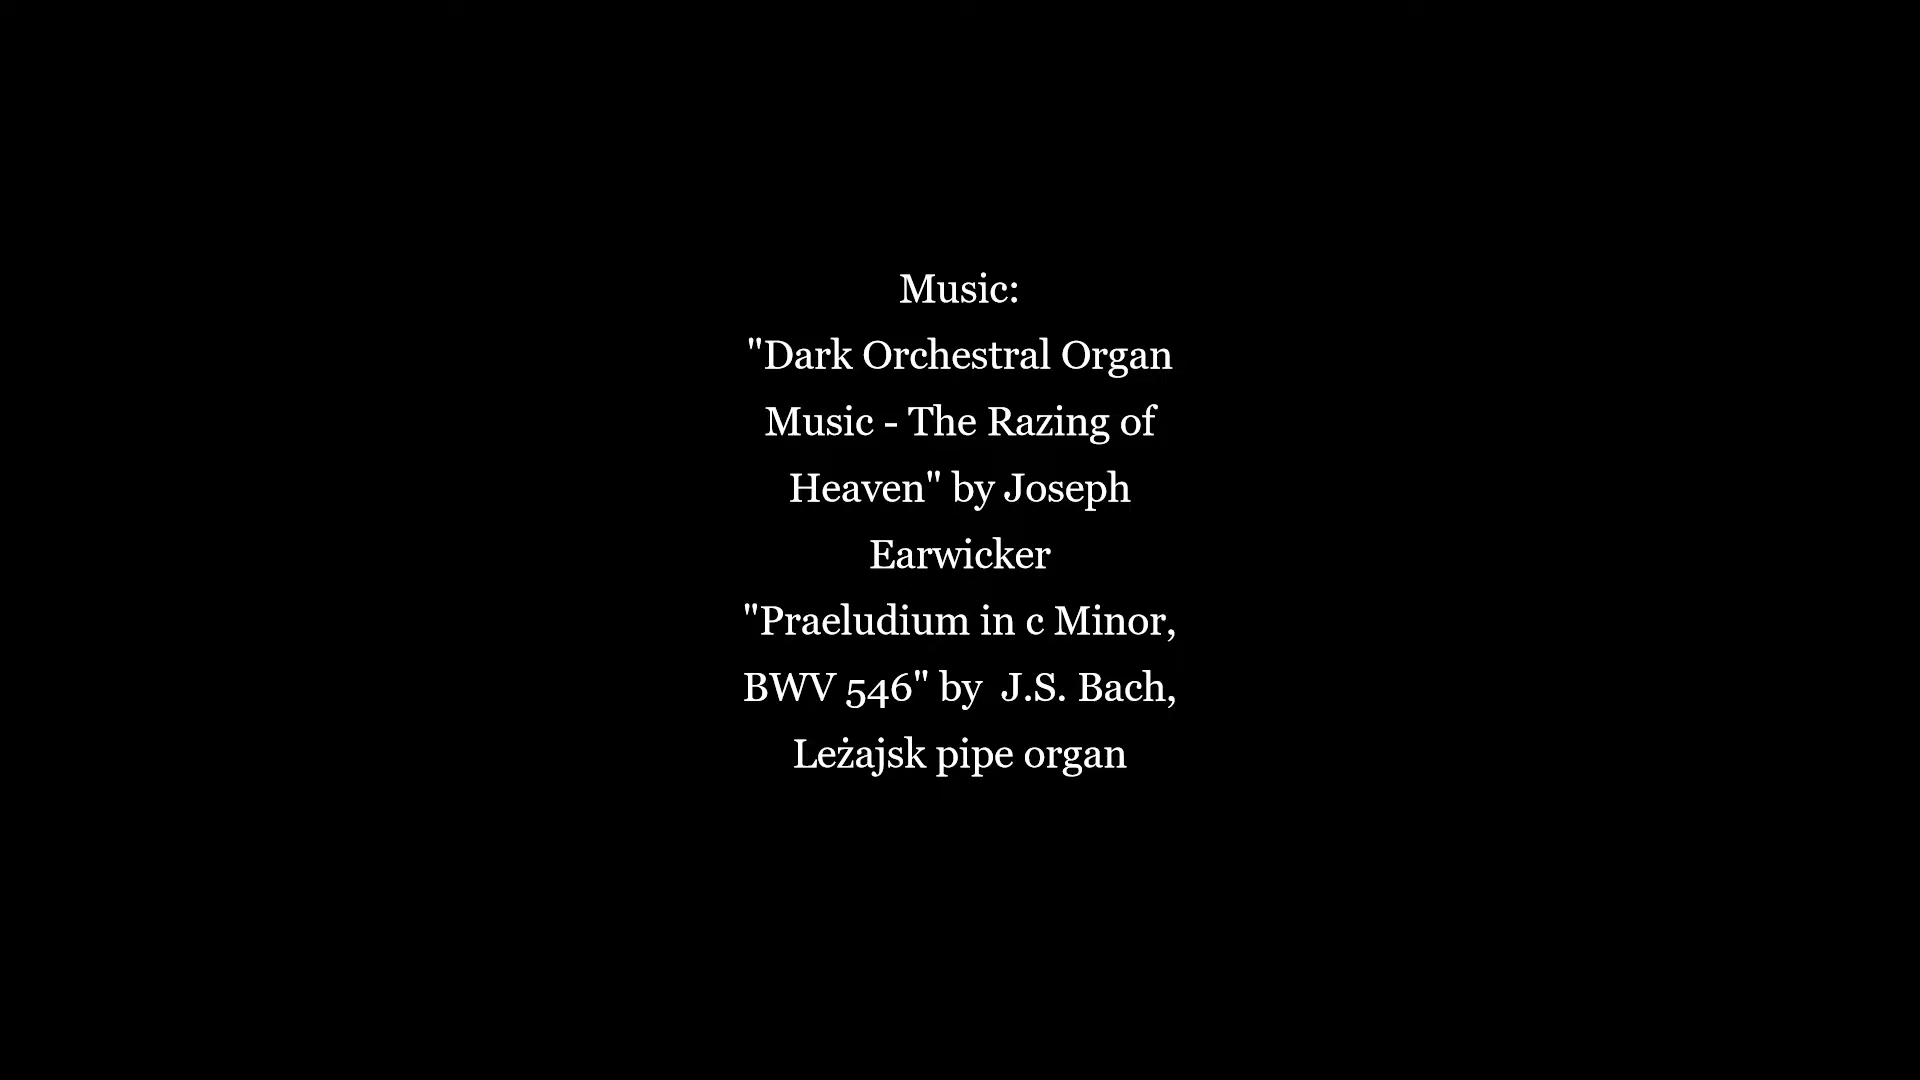 Music:
"Dark Orchestral Organ
Music - The Razing of
Heaven" by Joseph
Earwicker
"Praeludium in c Minor,
BWV 546" by  J.S. Bach,
Leżajsk pipe organ